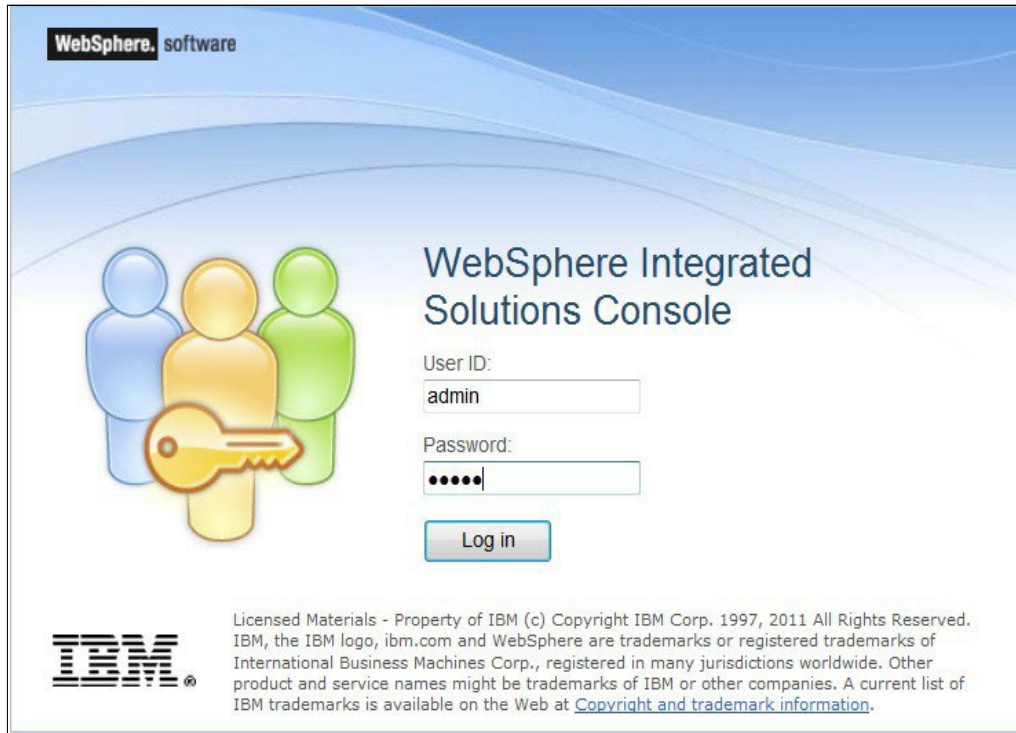 WebSphere. software
WebSphere Integrated
Solutions Console
User ID:
admin
Password:
●●●●●
Log in
IBM®
Licensed Materials - Property of IBM (c) Copyright IBM Corp. 1997, 2011 All Rights Reserved.
IBM, the IBM logo, ibm.com and WebSphere are trademarks or registered trademarks of
International Business Machines Corp., registered in many jurisdictions worldwide. Other
product and service names might be trademarks of IBM or other companies. A current list of
IBM trademarks is available on the Web at Copyright and trademark information.